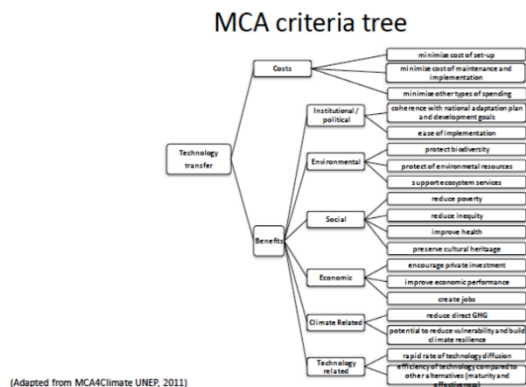 MCA criteria tree
Technology
transfer
Costs
minimise cost of set-up
minimise cost of maintenance and
implementation
minimise other types of spending
Benefits
Institutional /
political
coherence with national adaptation plan
and development goals
ease of implementation
Environmental
protect biodiversity
protect of environmetal resources
support ecosystem services
Social
reduce poverty
reduce inequity
improve health
preserve cultural heritaage
Economic
encourage private investment
improve economic performance
create jobs
Climate Related
reduce direct GHG
potential to reduce vulnerability and build
climate resilience
Technology
related
rapid rate of technology diffusion
efficiency of technology compared to
other alternatives (maturity and
effectiveness)
(Adapted from MCA4Climate UNEP, 2011)